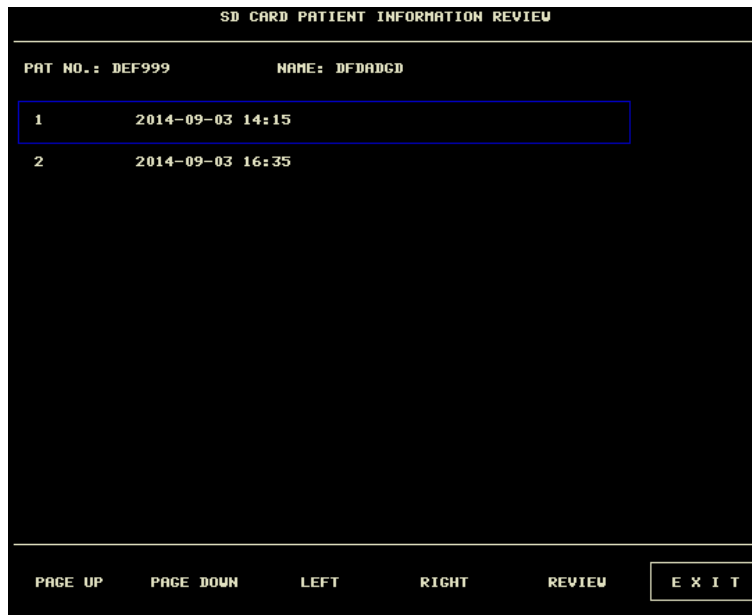 SD CARD PATIENT INFORMATION REVIEW
PAT NO.: DEF999 NAME: DFDADGD
1 2014-09-03 14:15
2 2014-09-03 16:35
PAGE UP PAGE DOWN LEFT RIGHT REVIEW E X I T